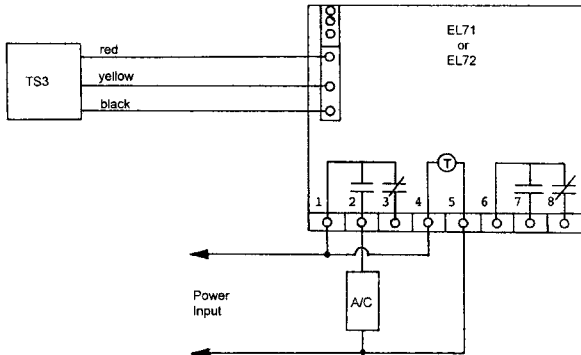 EL71
or
EL72
TS3
red
yellow
black
T
1 2 3 4 5 6 7 8
Power
Input
A/C